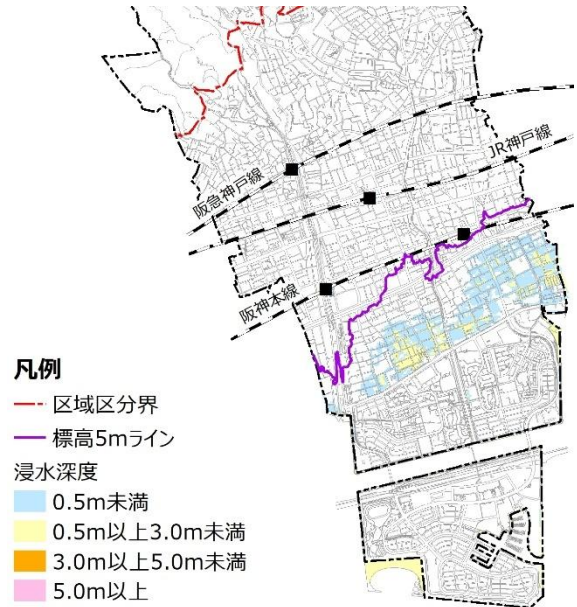 阪急神戸線
JR神戸線
阪神本線
凡例
区域区分界
標高5mライン
浸水深度
0.5m未満
0.5m以上3.0m未満
3.0m以上5.0m未満
5.0m以上